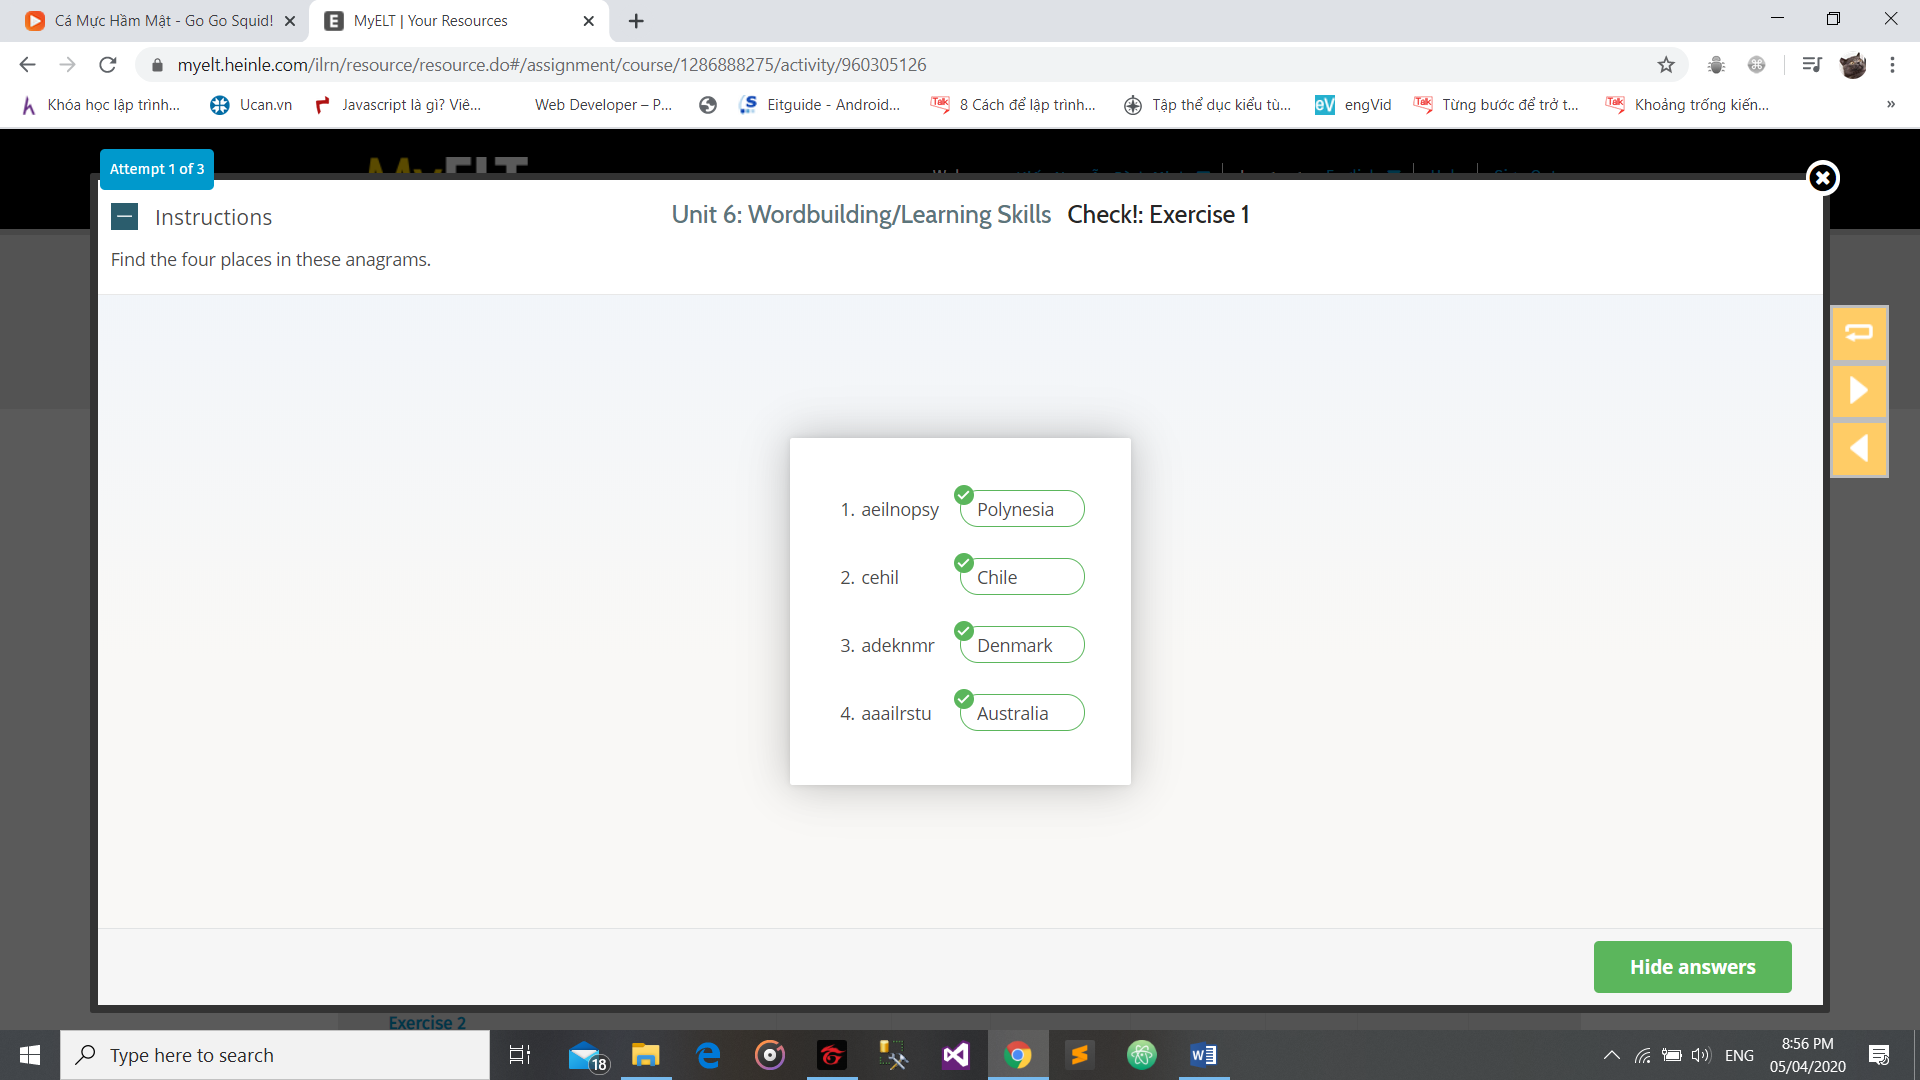 Cá Mực Hầm Mật - Go Go Squid!
MyELT | Your Resources
myelt.heinle.com/ilrn/resource/resource.do#/assignment/course/1286888275/activity/960305126
Khóa học lập trình...
Ucan.vn
Javascript là gì? Viê...
Web Developer – P...
Eitguide - Android...
8 Cách để lập trình...
Tập thể dục kiểu tù...
engVid
Từng bước để trở t...
Khoảng trống kiến...
»
Attempt 1 of 3
Instructions
Unit 6: Wordbuilding/Learning Skills Check!: Exercise 1
Find the four places in these anagrams.
1. aeilnopsy Polynesia
2. cehil Chile
3. adeknmr Denmark
4. aaailrstu Australia
Hide answers
Exercise 2
Type here to search
18
ENG
8:56 PM
05/04/2020